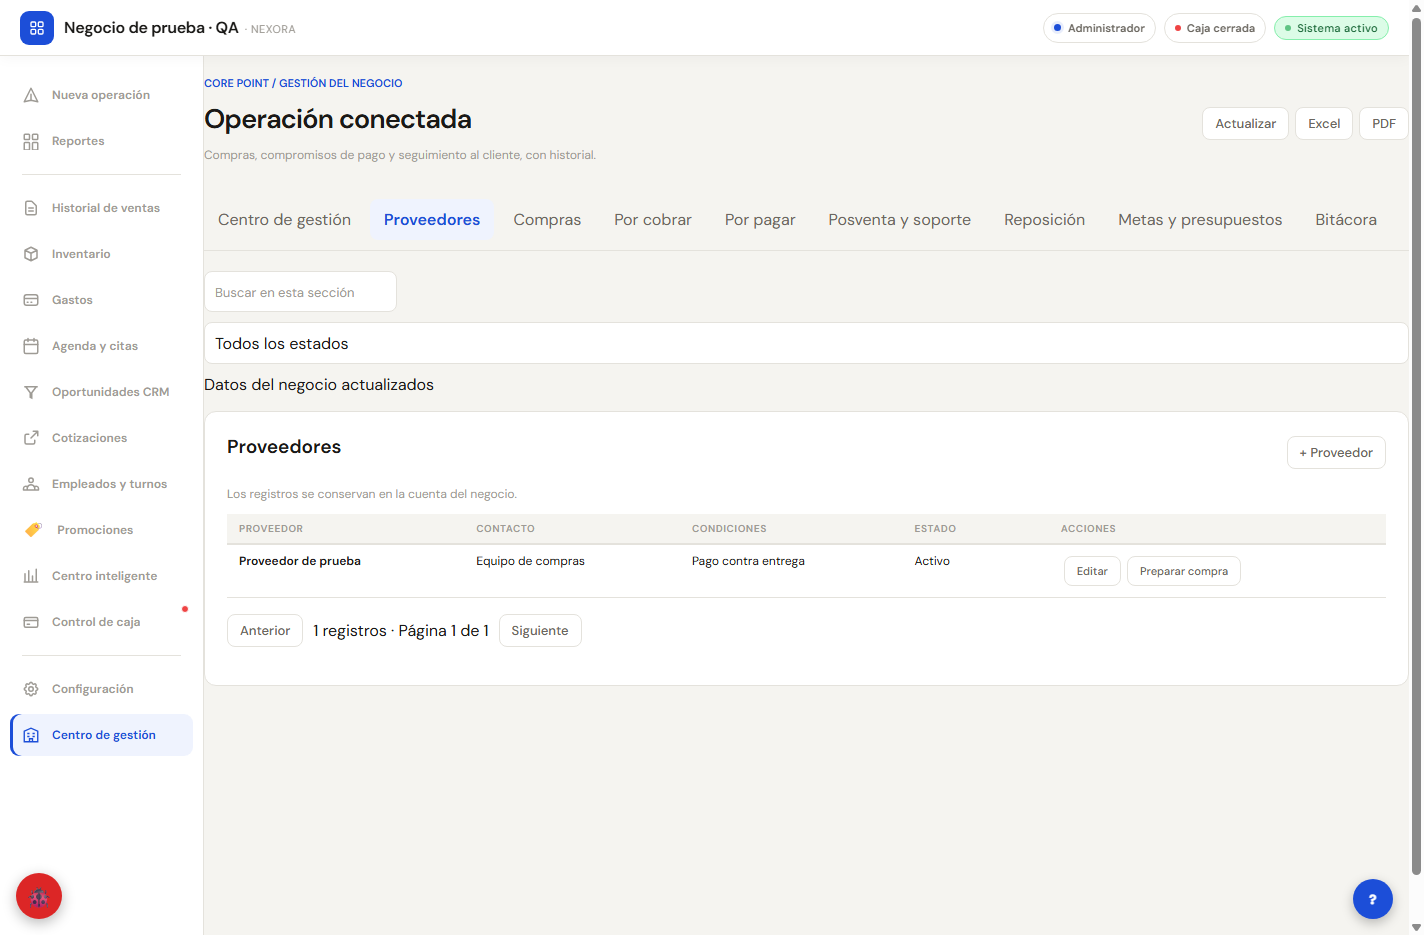 Negocio de prueba · QA · NEXORA
Administrador
Caja cerrada
Sistema activo
Nueva operación
Reportes
Historial de ventas
Inventario
Gastos
Agenda y citas
Oportunidades CRM
Cotizaciones
Empleados y turnos
Promociones
Centro inteligente
Control de caja
Configuración
Centro de gestión
CORE POINT / GESTIÓN DEL NEGOCIO
Operación conectada
Compras, compromisos de pago y seguimiento al cliente, con historial.
Actualizar
Excel
PDF
Centro de gestión
Proveedores
Compras
Por cobrar
Por pagar
Posventa y soporte
Reposición
Metas y presupuestos
Bitácora
Buscar en esta sección
Todos los estados
Datos del negocio actualizados
Proveedores
+ Proveedor
Los registros se conservan en la cuenta del negocio.
PROVEEDOR CONTACTO CONDICIONES ESTADO ACCIONES
Proveedor de prueba Equipo de compras Pago contra entrega Activo Editar Preparar compra
Anterior 1 registros · Página 1 de 1 Siguiente
?